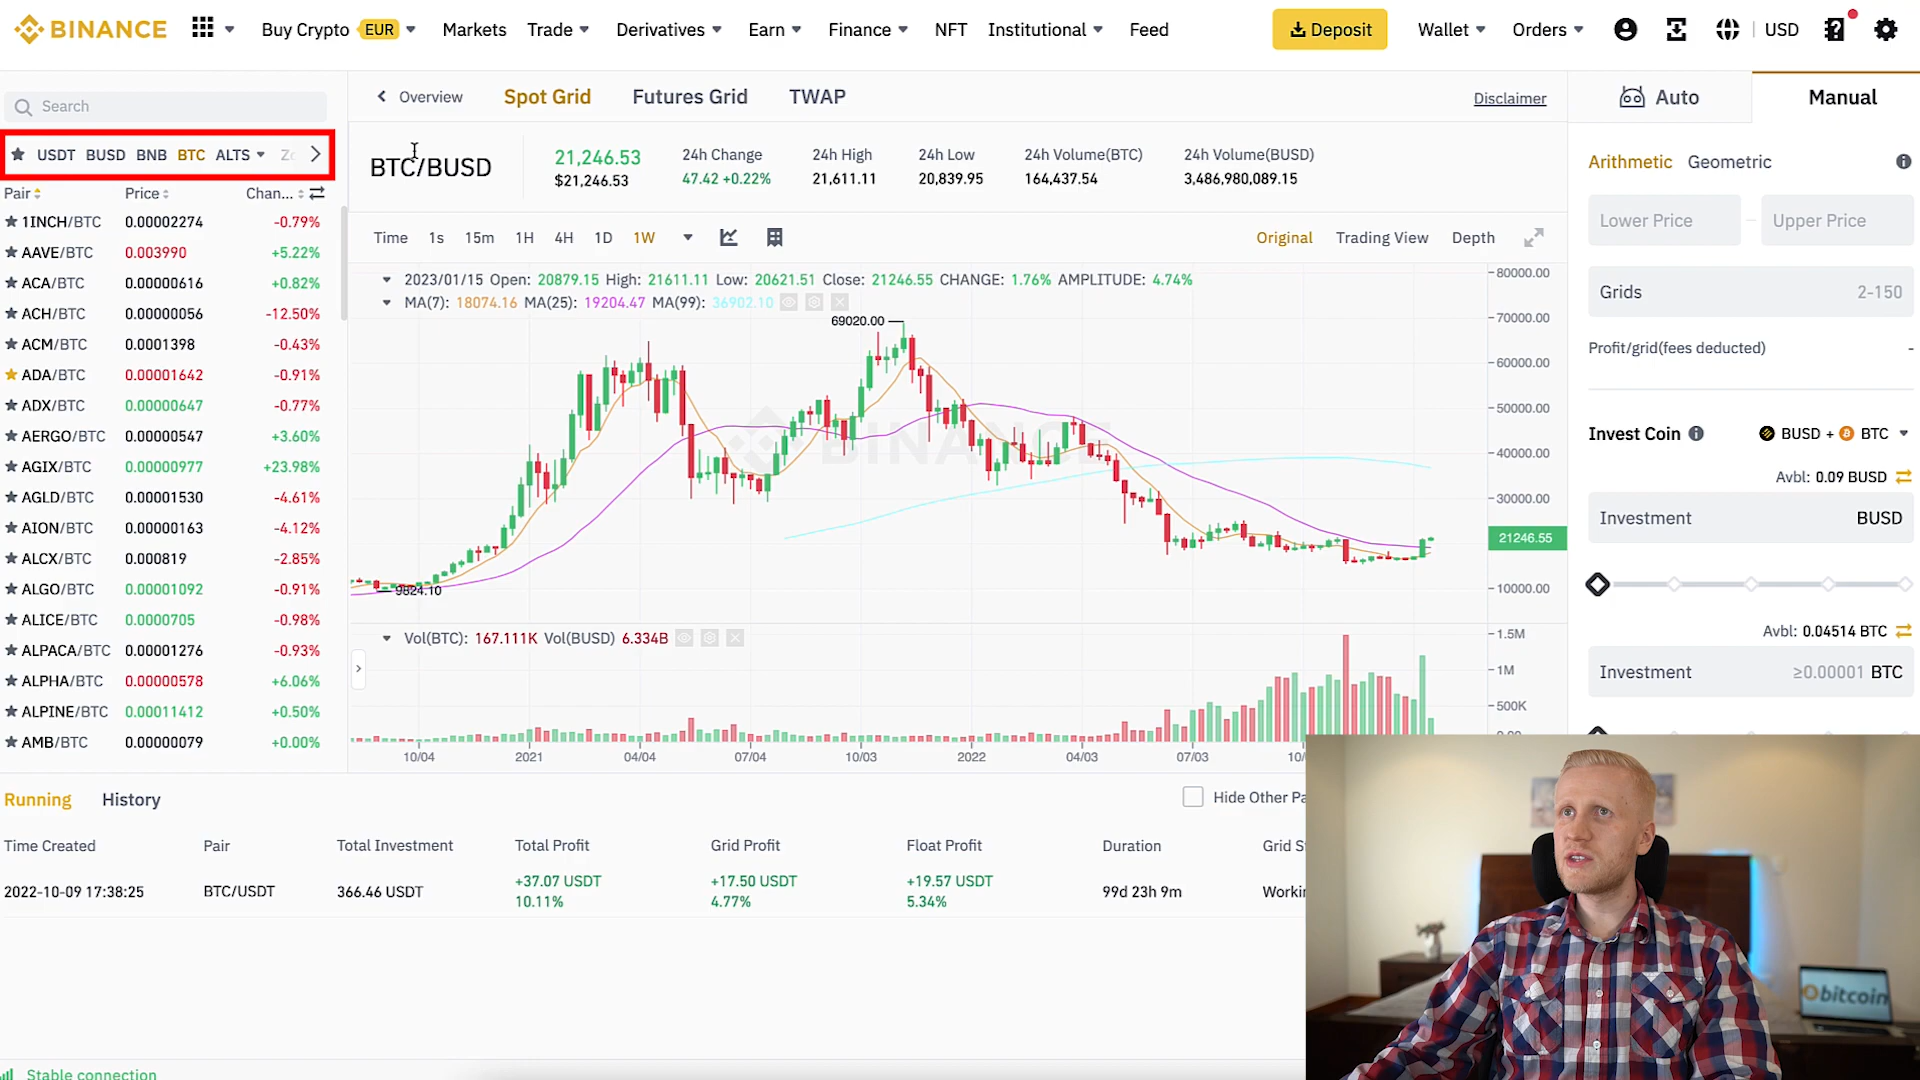 BINANCE
Buy Crypto EUR Markets Trade Derivatives Earn Finance NFT Institutional Feed Deposit Wallet Orders USD
Search
USDT BUSD BNB BTC ALTS
Pair Price Chan...
1INCH/BTC 0.00002274 -0.79%
AAVE/BTC 0.003990 +5.22%
ACA/BTC 0.00000616 +0.82%
ACH/BTC 0.00000056 -12.50%
ACM/BTC 0.0001398 -0.43%
ADA/BTC 0.00001642 -0.91%
ADX/BTC 0.00000647 -0.77%
AERGO/BTC 0.00000547 +3.60%
AGIX/BTC 0.00000977 +23.98%
AGLD/BTC 0.00001530 -4.61%
AION/BTC 0.00000163 -4.12%
ALCX/BTC 0.000819 -2.85%
ALGO/BTC 0.00001092 -0.91%
ALICE/BTC 0.0000705 -0.98%
ALPACA/BTC 0.00001276 -0.93%
ALPHA/BTC 0.00000578 +6.06%
ALPINE/BTC 0.00011412 +0.50%
AMB/BTC 0.00000079 +0.00%
Overview Spot Grid Futures Grid TWAP Disclaimer
BTC/BUSD
21,246.53
$21,246.53
24h Change
47.42 +0.22%
24h High
21,611.11
24h Low
20,839.95
24h Volume(BTC)
164,437.54
24h Volume(BUSD)
3,486,980,089.15
Time 1s 15m 1H 4H 1D 1W Original Trading View Depth
2023/01/15 Open: 20879.15 High: 21611.11 Low: 20621.51 Close: 21246.55 CHANGE: 1.76% AMPLITUDE: 4.74%
MA(7): 18074.16 MA(25): 19204.47 MA(99): 36902.10
69020.00
BINANCE
9824.10
80000.00
70000.00
60000.00
50000.00
40000.00
30000.00
21246.55
10000.00
Vol(BTC): 167.111K Vol(BUSD) 6.334B
1.5M
1M
500K
0.00
10/04 2021 04/04 07/04 10/03 2022 04/03 07/03 10/
Auto Manual
Arithmetic Geometric
Lower Price - Upper Price
Grids 2-150
Profit/grid(fees deducted) -
Invest Coin BUSD + BTC
Avbl: 0.09 BUSD
Investment BUSD
Avbl: 0.04514 BTC
Investment ≥0.00001 BTC
Running History Hide Other Pa
Time Created Pair Total Investment Total Profit Grid Profit Float Profit Duration Grid S
2022-10-09 17:38:25 BTC/USDT 366.46 USDT +37.07 USDT +17.50 USDT +19.57 USDT 99d 23h 9m Worki
10.11% 4.77% 5.34%
Stable connection
bitcoin